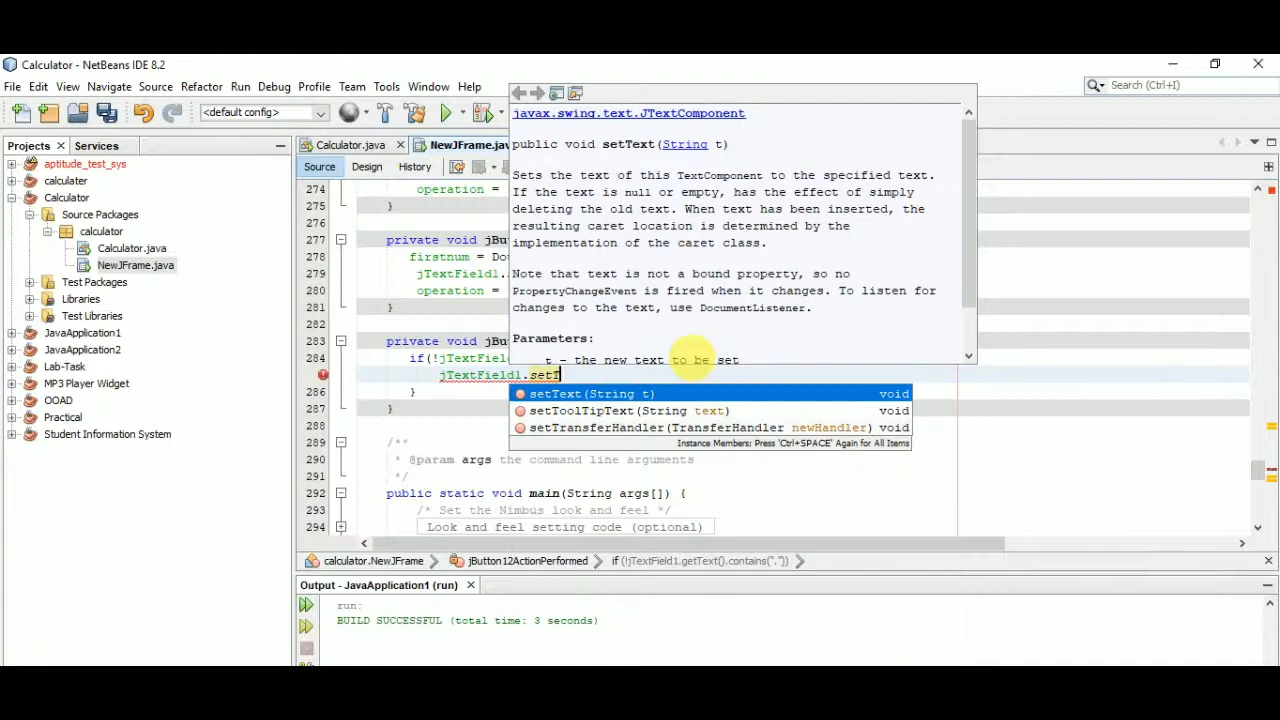 Calculator - NetBeans IDE 8.2
File Edit View Navigate Source Refactor Run Debug Profile Team Tools Window Help
Search (Ctrl+I)
<default config>
Projects Services
Calculator.java NewJFrame.jav
Source Design History
aptitude_test_sys
calculater
Calculator
Source Packages
calculator
Calculator.java
NewJFrame.java
Test Packages
Libraries
Test Libraries
JavaApplication1
JavaApplication2
Lab-Task
MP3 Player Widget
OOAD
Practical
Student Information System
javax.swing.text.JTextComponent
public void setText(String t)
Sets the text of this TextComponent to the specified text.
If the text is null or empty, has the effect of simply
deleting the old text. When text has been inserted, the
resulting caret location is determined by the
implementation of the caret class.
Note that text is not a bound property, so no
PropertyChangeEvent is fired when it changes. To listen for
changes to the text, use DocumentListener.
Parameters:
t - the new text to be set
274 operation =
275 }
276
277 private void jBu
278 firstnum = Dou
279 jTextField1.
280 operation =
281 }
282
283 private void jBu
284 if(!jTextFiel
jTextField1.setT
286 }
287 }
288
289 /**
290 * @param args the command line arguments
291 */
292 public static void main(String args[]) {
293 /* Set the Nimbus look and feel */
294 Look and feel setting code (optional)
setText(String t) void
setToolTipText(String text) void
setTransferHandler(TransferHandler newHandler) void
Instance Members; Press 'Ctrl+SPACE' Again for All Items
calculator.NewJFrame jButton12ActionPerformed if (!jTextField1.getText().contains("."))
Output - JavaApplication1 (run)
run:
BUILD SUCCESSFUL (total time: 3 seconds)